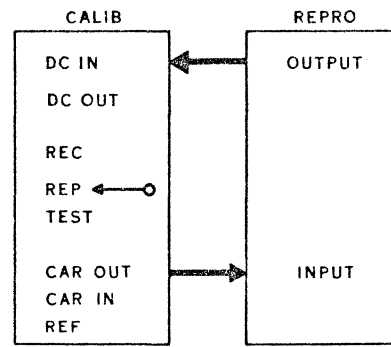 CALIB
DC IN
DC OUT
REC
REP
TEST
CAR OUT
CAR IN
REF
REPRO
OUTPUT
INPUT